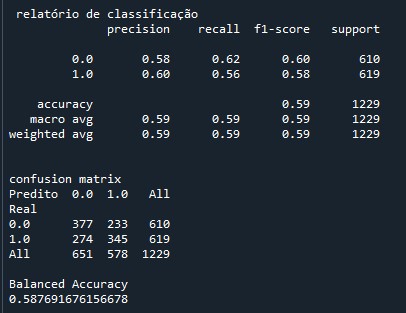 relatório de classificação
precision recall f1-score support
0.0 0.58 0.62 0.60 610
1.0 0.60 0.56 0.58 619
accuracy 0.59 1229
macro avg 0.59 0.59 0.59 1229
weighted avg 0.59 0.59 0.59 1229
confusion matrix
Predito 0.0 1.0 All
Real
0.0 377 233 610
1.0 274 345 619
All 651 578 1229
Balanced Accuracy
0.587691676156678